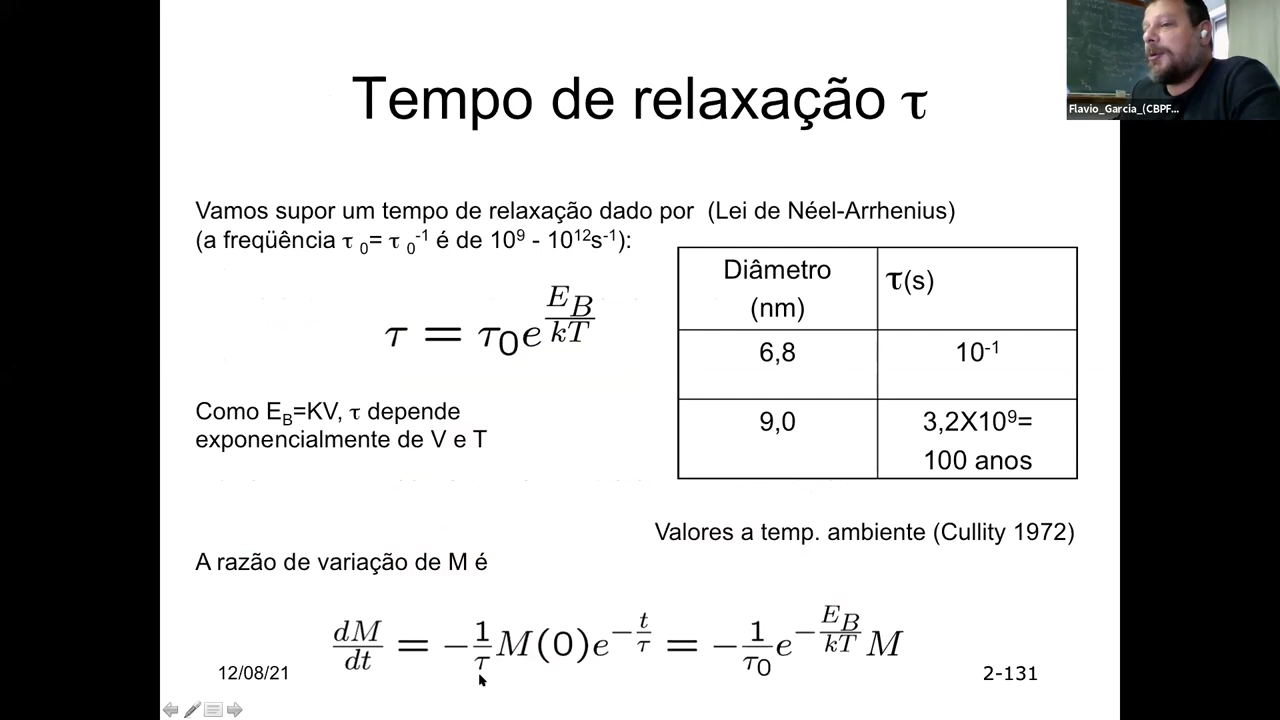 Tempo de relaxação τ
Flavio_Garcia_(CBPF...
Vamos supor um tempo de relaxação dado por (Lei de Néel-Arrhenius)
(a freqüência τ ₀= τ ₀⁻¹ é de 10⁹ - 10¹²s⁻¹):
τ = τ₀e^{E_B/kT}
Diâmetro
(nm)
τ(s)
6,8
10⁻¹
9,0
3,2X10⁹=
100 anos
Como E_B=KV, τ depende
exponencialmente de V e T
Valores a temp. ambiente (Cullity 1972)
A razão de variação de M é
dM/dt = −1/τ M(0)e^{−t/τ} = −1/τ₀ e^{−E_B/kT} M
12/08/21
2-131